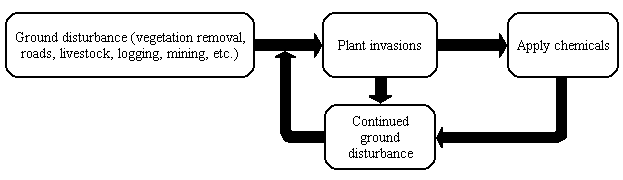 Ground disturbance (vegetation removal,
roads, livestock, logging, mining, etc.)
Plant invasions
Apply chemicals
Continued
ground
disturbance